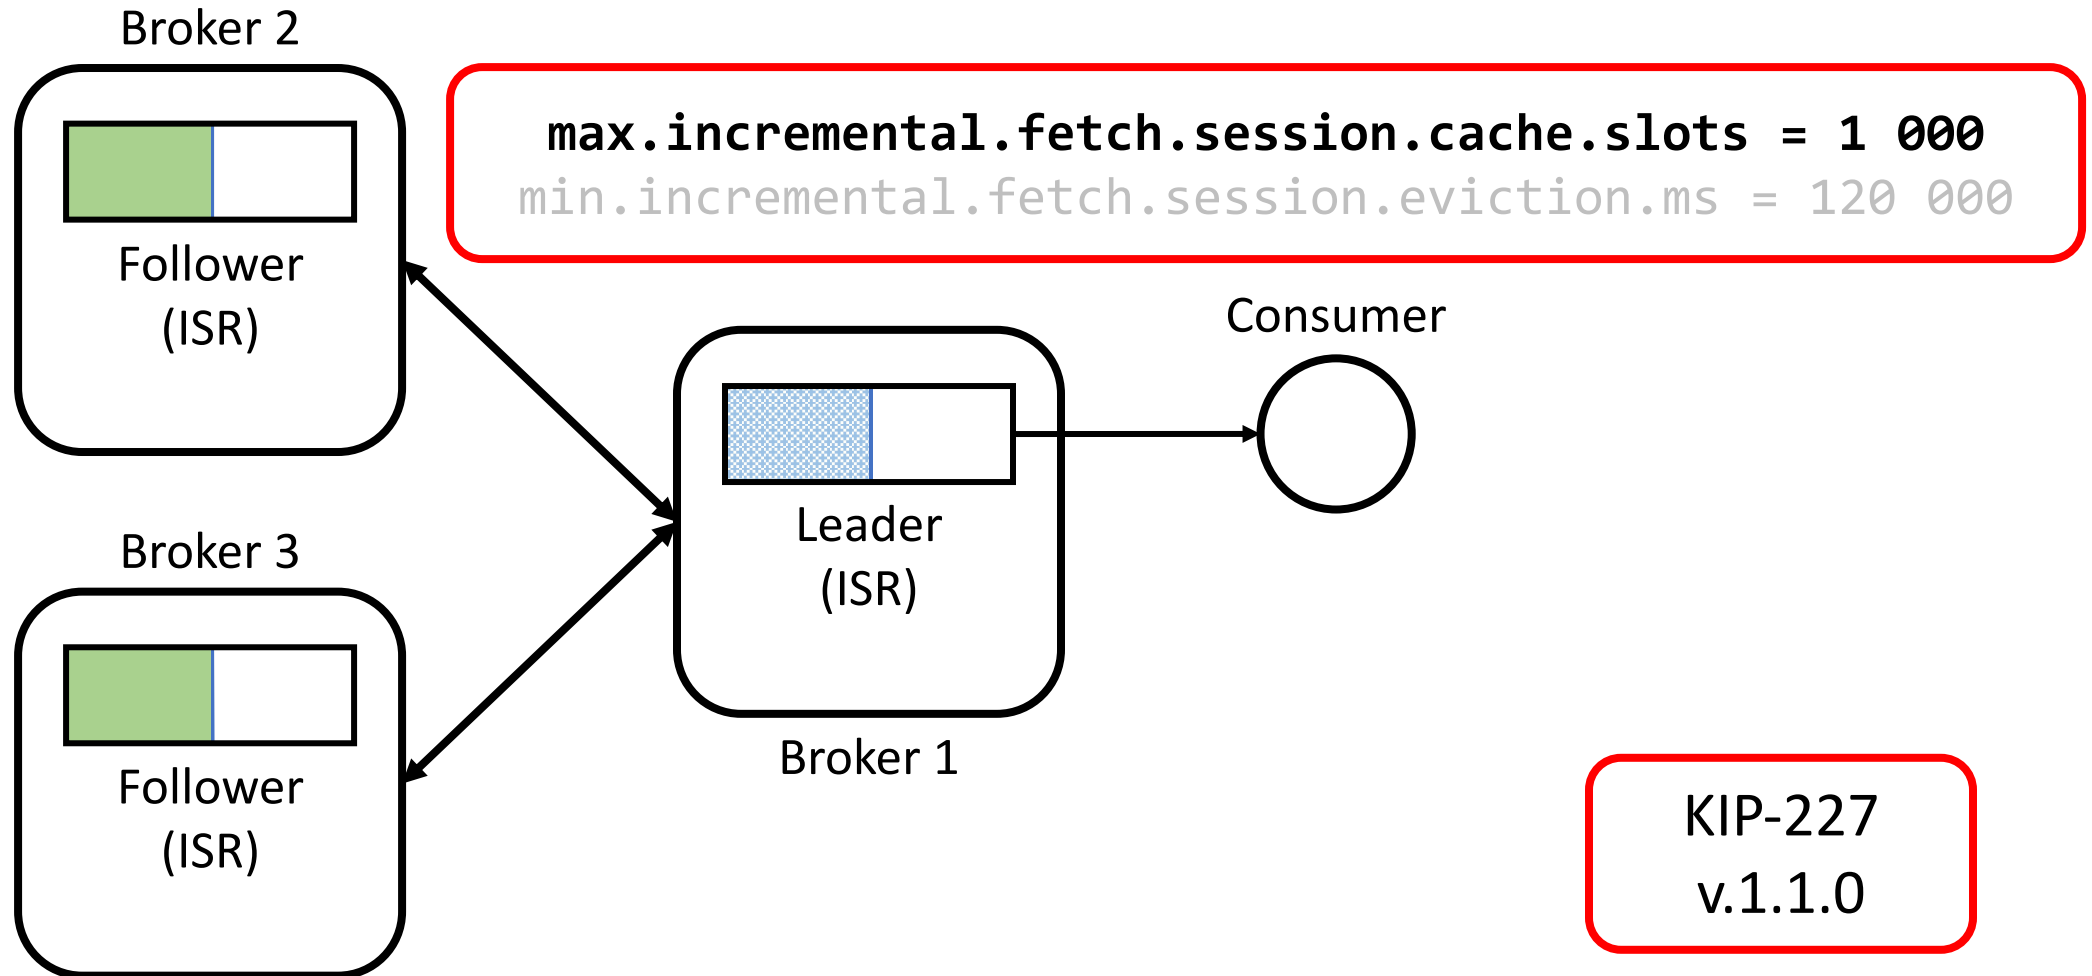 Broker 2
max.incremental.fetch.session.cache.slots = 1 000
min.incremental.fetch.session.eviction.ms = 120 000
Follower
(ISR)
Consumer
Leader
(ISR)
Broker 1
Broker 3
Follower
(ISR)
KIP-227
v.1.1.0